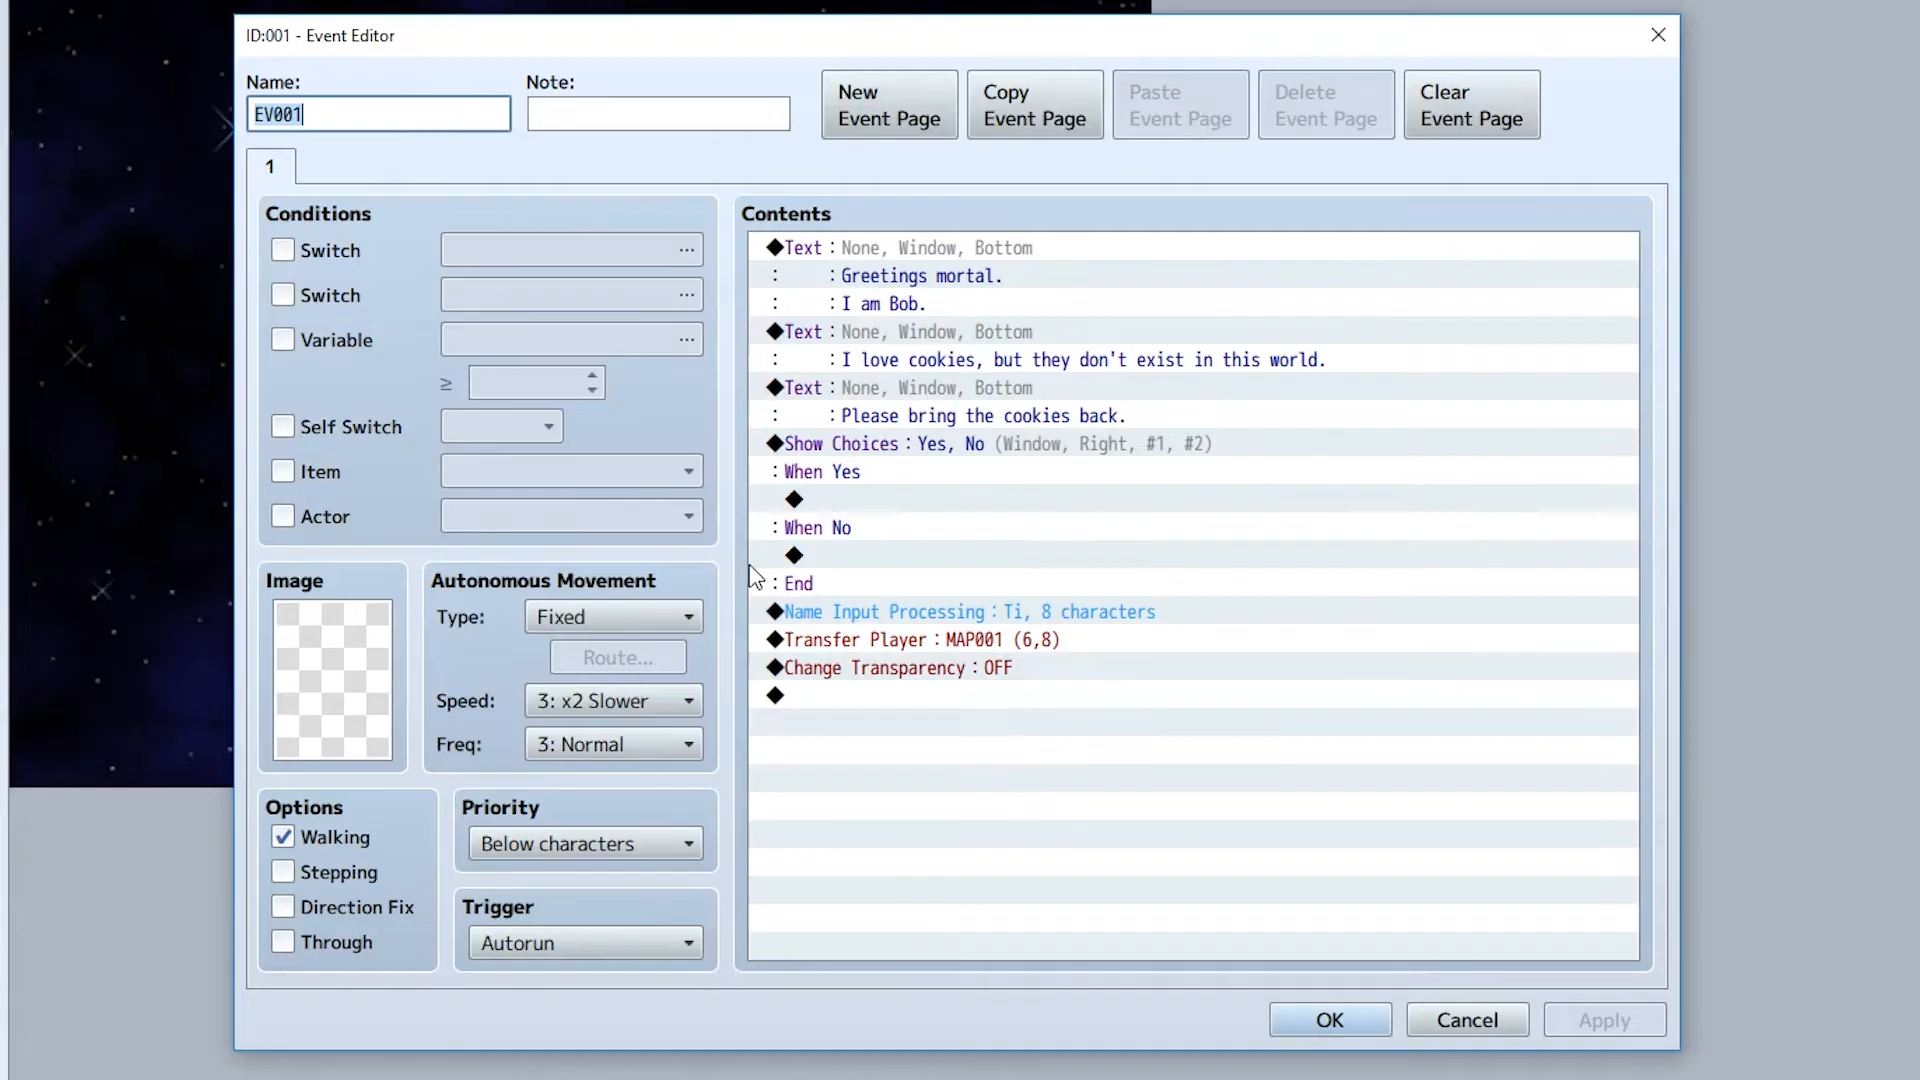 ID:001 - Event Editor
Name:
EV001
Note:
New
Event Page
Copy
Event Page
Paste
Event Page
Delete
Event Page
Clear
Event Page
1
Conditions
Switch
...
Switch
...
Variable
...
≥
Self Switch
Item
Actor
Image
Autonomous Movement
Type:
Fixed
Route...
Speed:
3: x2 Slower
Freq:
3: Normal
Options
Walking
Stepping
Direction Fix
Through
Priority
Below characters
Trigger
Autorun
Contents
◆Text : None, Window, Bottom
: : Greetings mortal.
: : I am Bob.
◆Text : None, Window, Bottom
: : I love cookies, but they don't exist in this world.
◆Text : None, Window, Bottom
: : Please bring the cookies back.
◆Show Choices : Yes, No (Window, Right, #1, #2)
: When Yes
◆
: When No
◆
: End
◆Name Input Processing : Ti, 8 characters
◆Transfer Player : MAP001 (6,8)
◆Change Transparency : OFF
◆
OK
Cancel
Apply